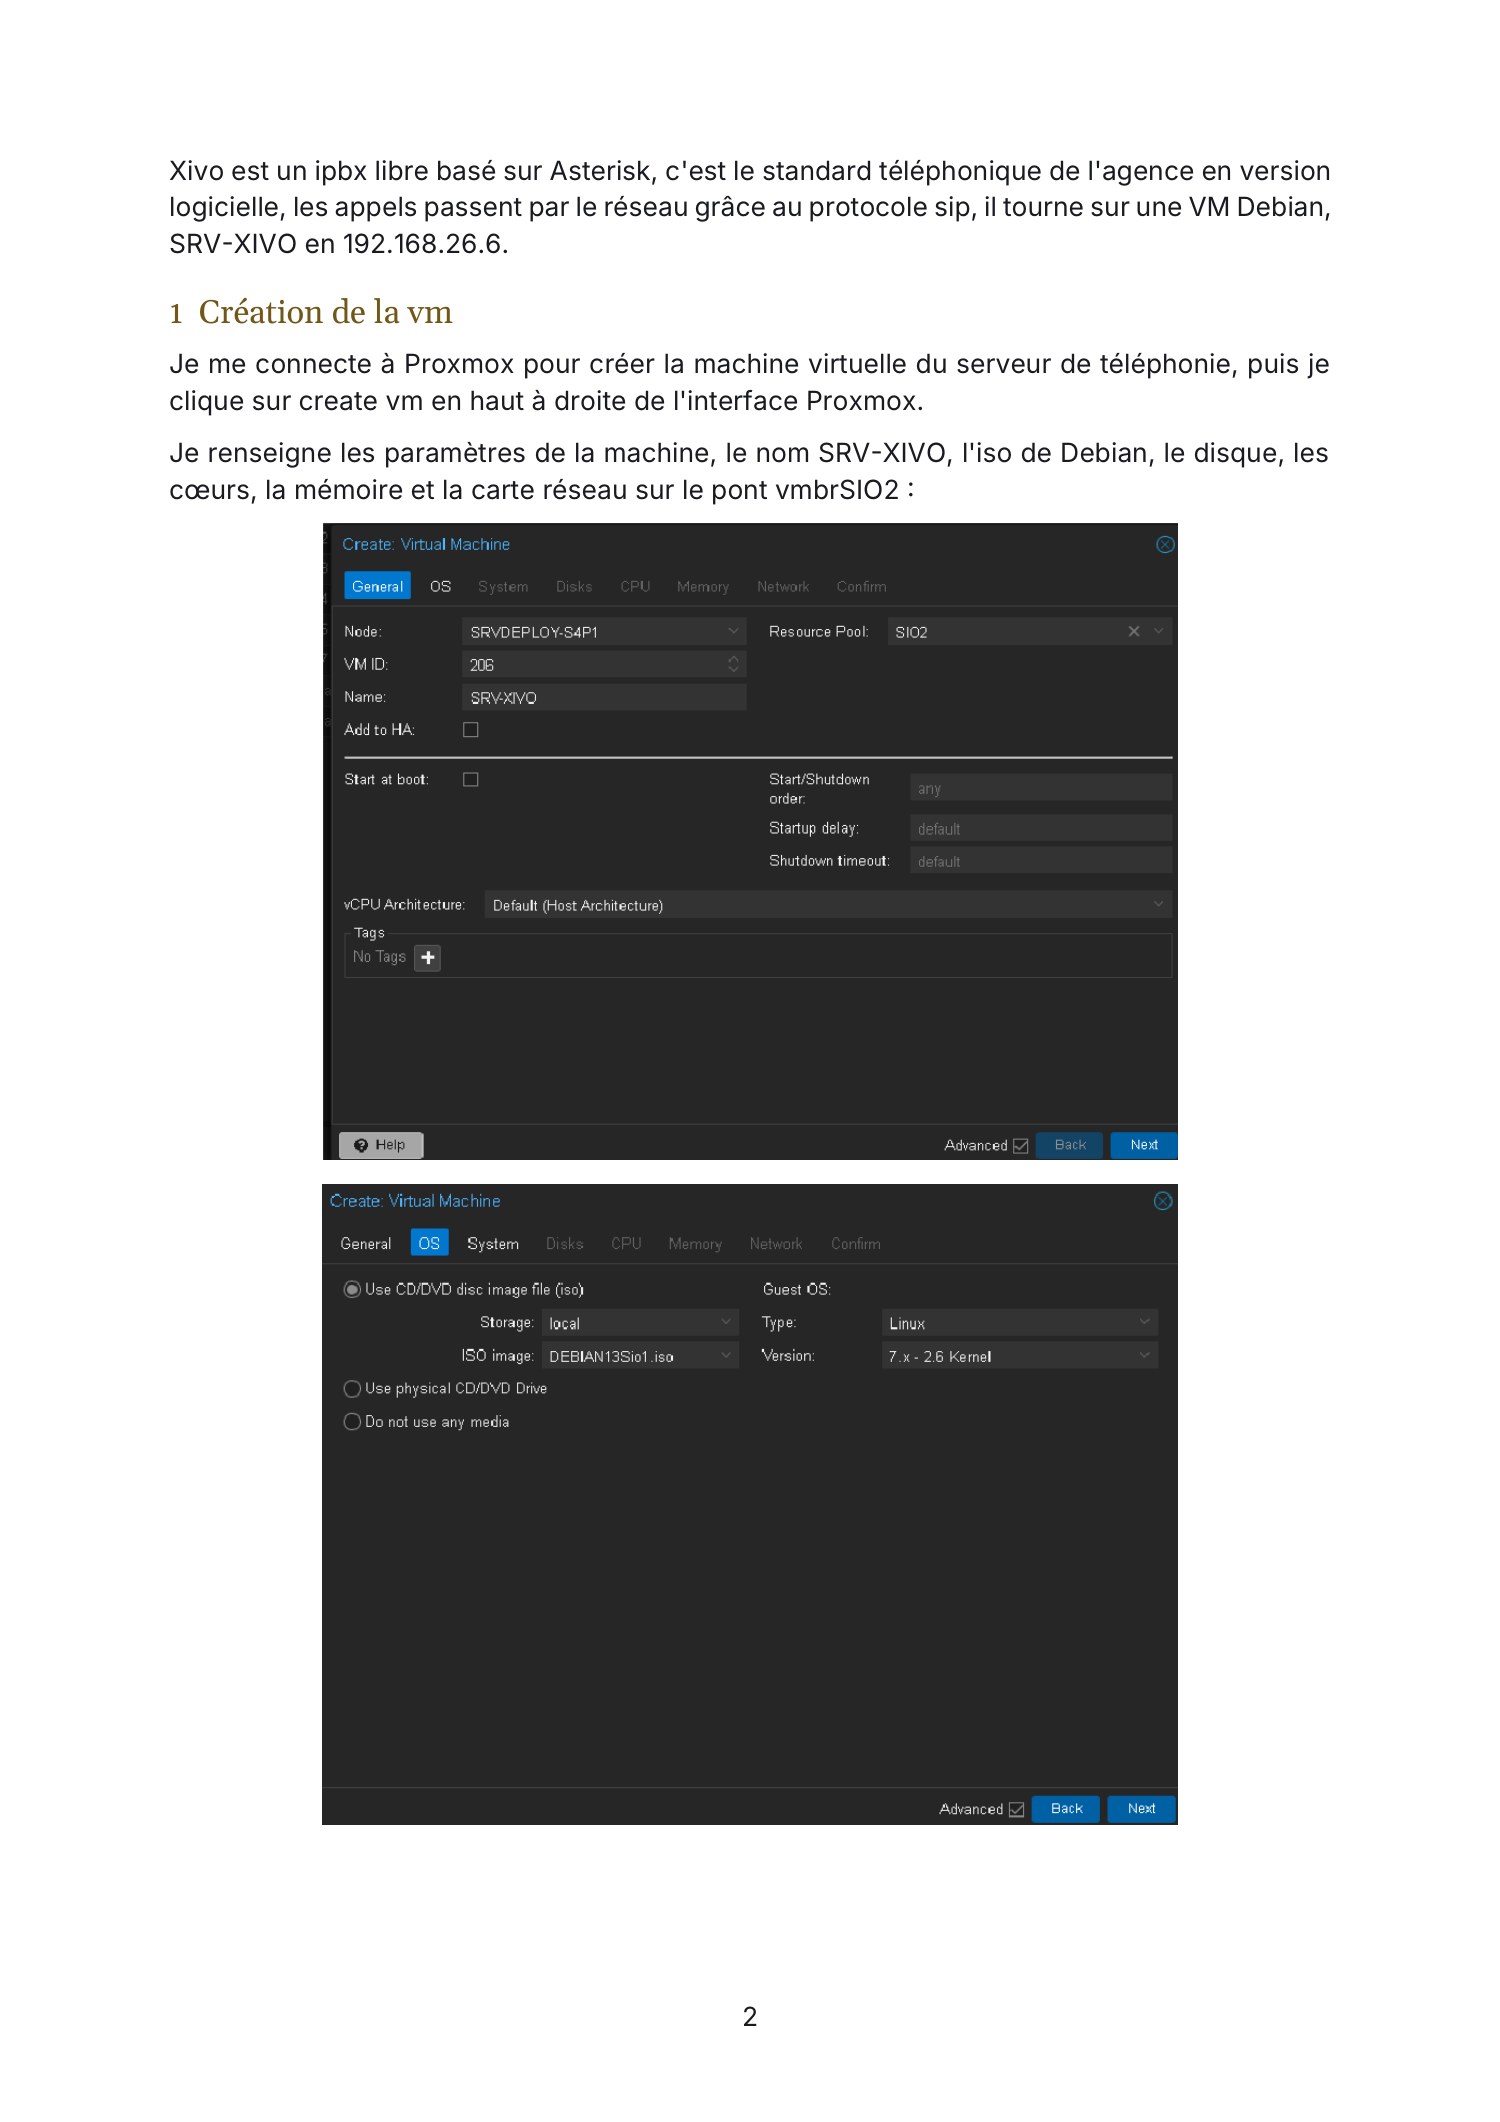 Xivo est un ipbx libre basé sur Asterisk, c'est le standard téléphonique de l'agence en version
logicielle, les appels passent par le réseau grâce au protocole sip, il tourne sur une VM Debian,
SRV-XIVO en 192.168.26.6.
1 Création de la vm
Je me connecte à Proxmox pour créer la machine virtuelle du serveur de téléphonie, puis je
clique sur create vm en haut à droite de l'interface Proxmox.
Je renseigne les paramètres de la machine, le nom SRV-XIVO, l'iso de Debian, le disque, les
cœurs, la mémoire et la carte réseau sur le pont vmbrSIO2 :
Create: Virtual Machine
General OS System Disks CPU Memory Network Confirm
Node: SRVDEPLOY-S4P1 Resource Pool: SIO2
VM ID: 206
Name: SRV-XIVO
Add to HA:
Start at boot: Start/Shutdown
order: any
Startup delay: default
Shutdown timeout: default
vCPU Architecture: Default (Host Architecture)
Tags
No Tags
Help Advanced Back Next
Create: Virtual Machine
General OS System Disks CPU Memory Network Confirm
Use CD/DVD disc image file (iso) Guest OS:
Storage: local Type: Linux
ISO image: DEBIAN13Sio1.iso Version: 7.x - 2.6 Kernel
Use physical CD/DVD Drive
Do not use any media
Advanced Back Next
2